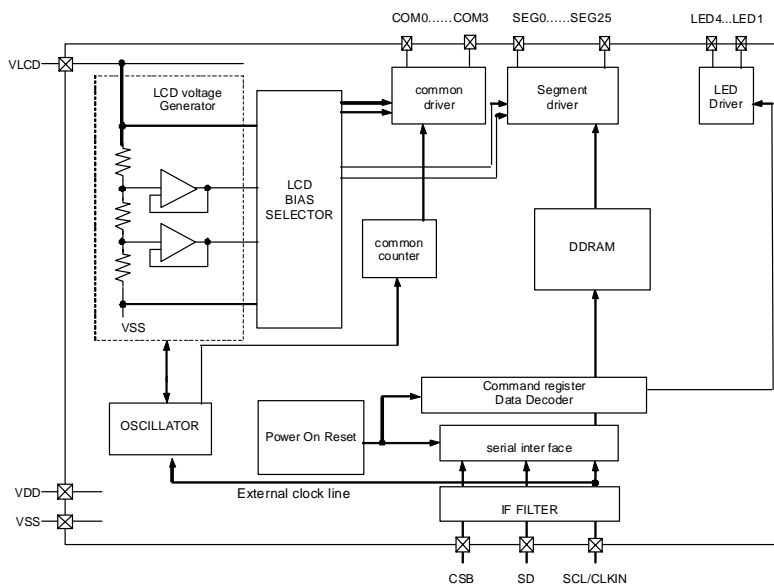 COM0......COM3
SEG0......SEG25
LED4...LED1
VLCD
LCD voltage
Generator
common
driver
Segment
driver
LED
Driver
LCD
BIAS
SELECTOR
common
counter
DDRAM
VSS
Command register
Data Decoder
OSCILLATOR
Power On Reset
serial inter face
VDD
External clock line
IF FILTER
VSS
CSB
SD
SCL/CLKIN